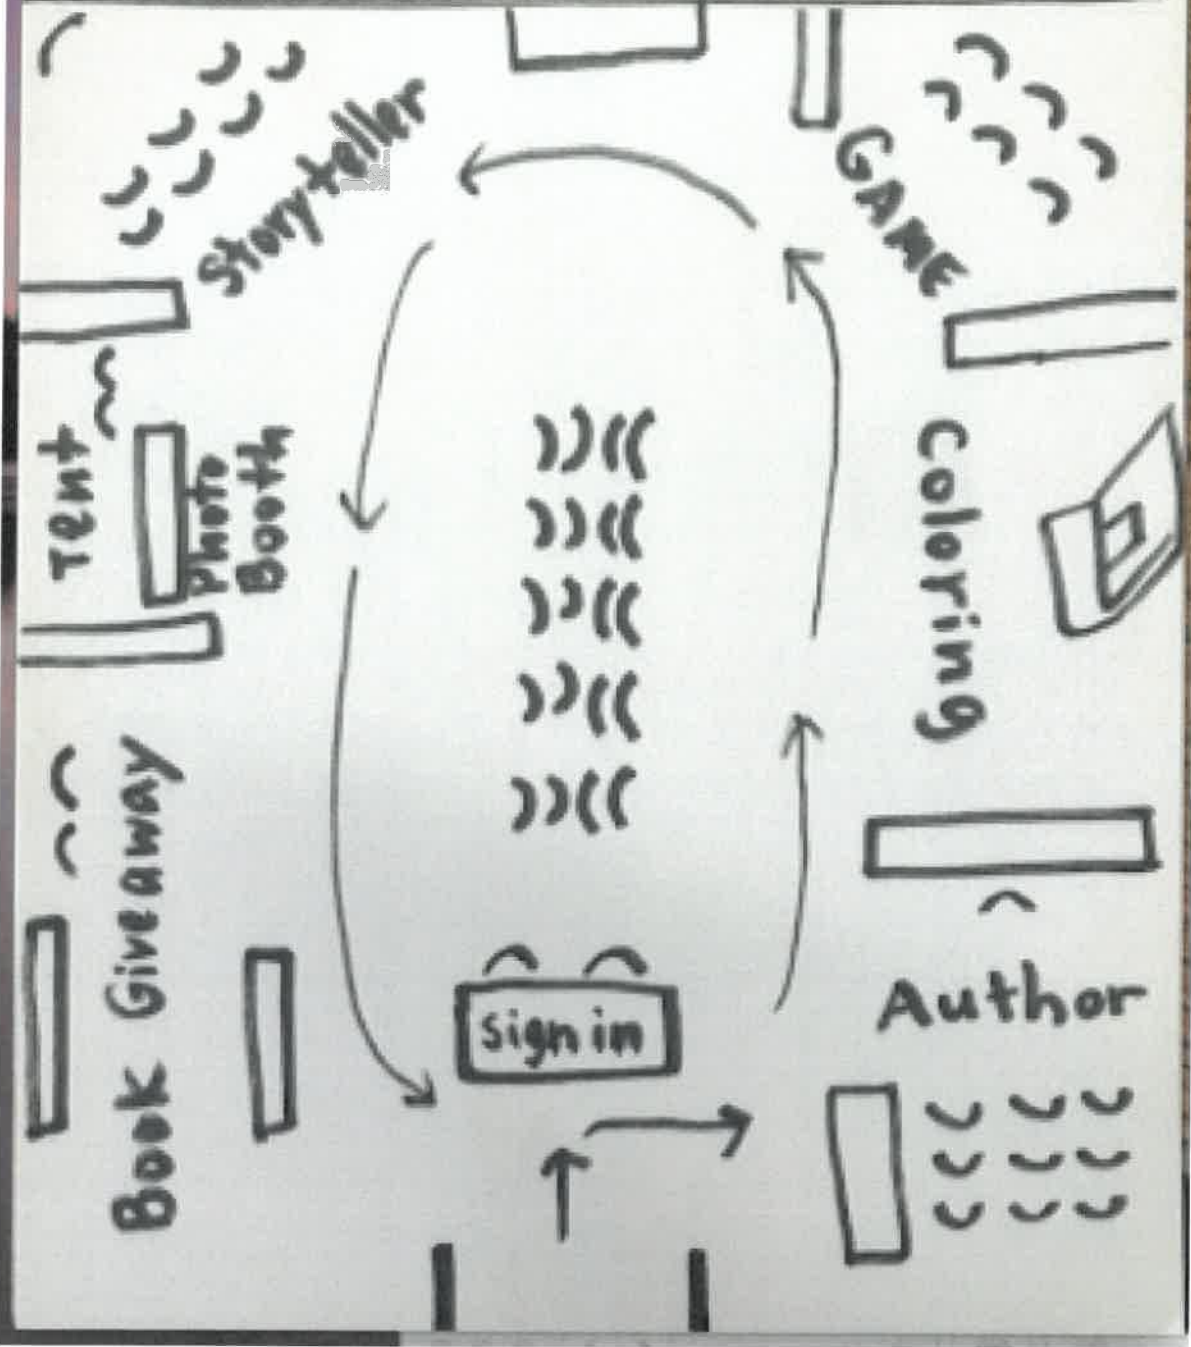 Storyteller
GAME
Tent
Photo
Booth
Coloring
Book Giveaway
Author
Sign in